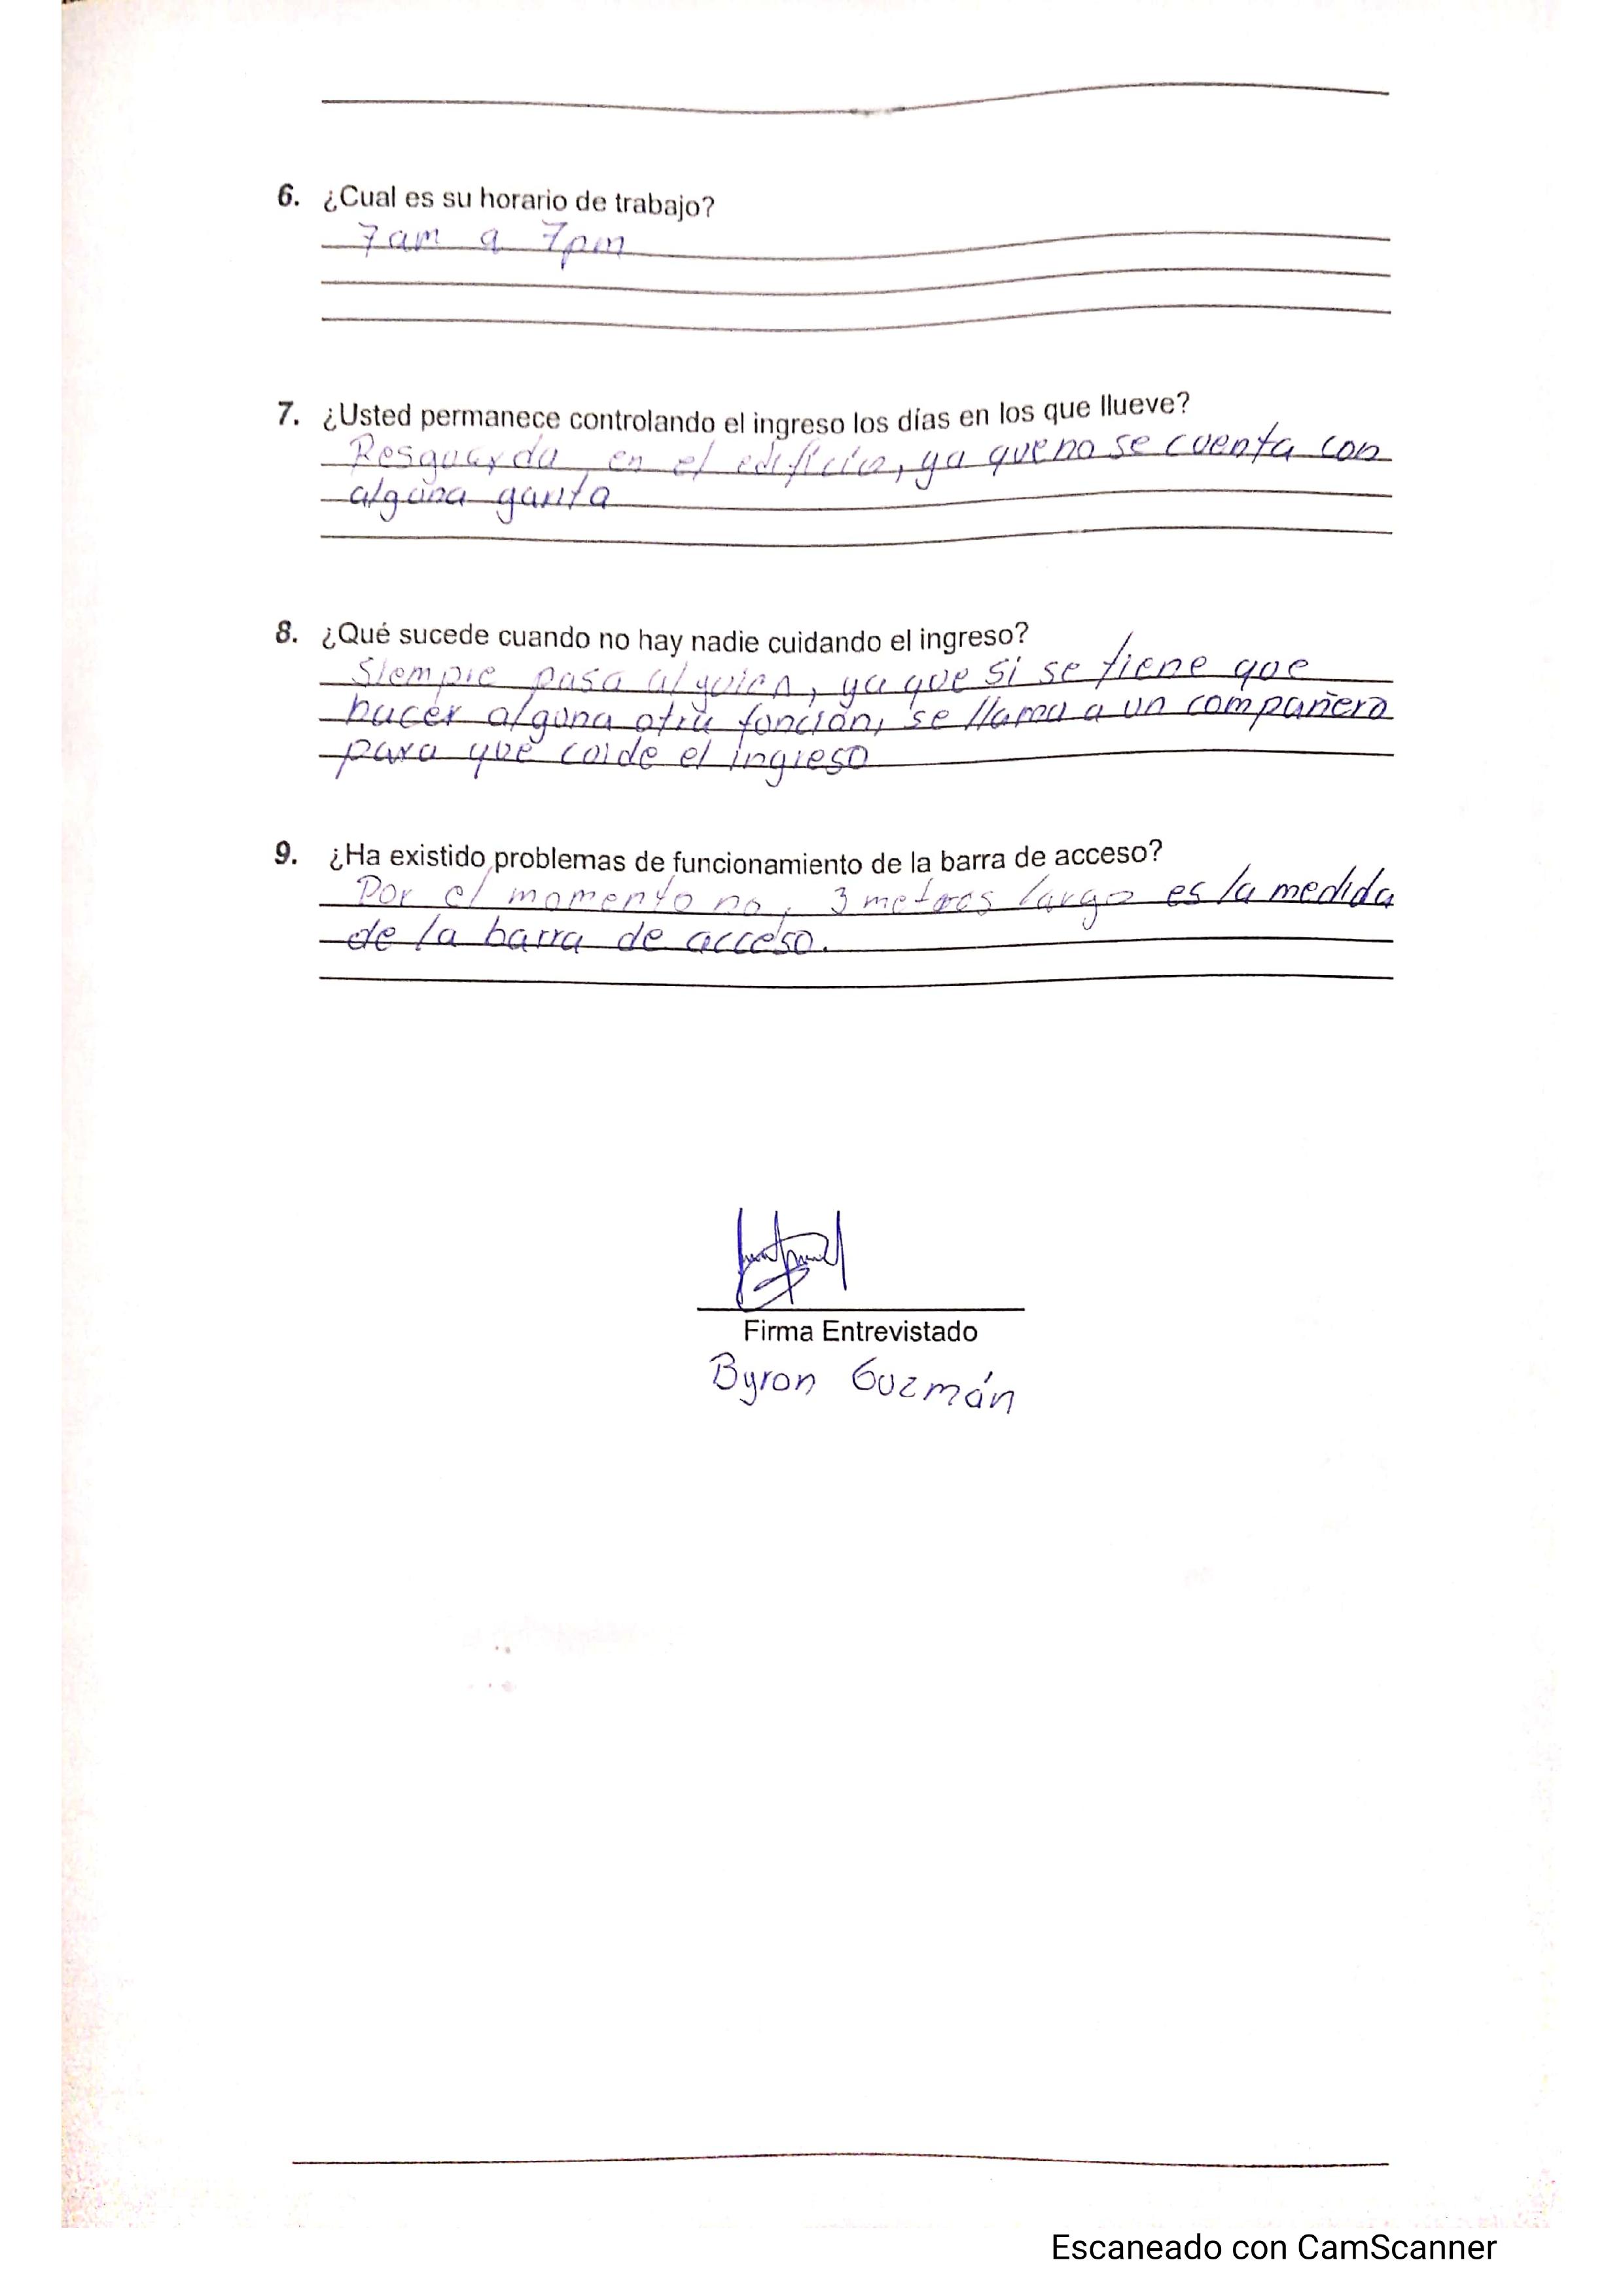 6. ¿Cual es su horario de trabajo?
7am a 7pm
7. ¿Usted permanece controlando el ingreso los días en los que llueve?
Resguarda en el edificio, ya que no se cuenta con
alguna garita
8. ¿Qué sucede cuando no hay nadie cuidando el ingreso?
Siempre pasa alguien, ya que si se tiene que
hacer alguna otra función, se llama a un compañero
para que cuide el ingreso
9. ¿Ha existido problemas de funcionamiento de la barra de acceso?
Por el momento no, 3 metros largo es la medida
de la barra de acceso.
Firma Entrevistado
Byron Guzmán
Escaneado con CamScanner